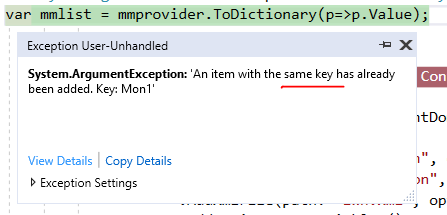 var mmlist = mmprovider.ToDictionary(p=>p.Value);
Exception User-Unhandled
System.ArgumentException: 'An item with the same key has already
been added. Key: Mon1'
Con
ntDo
View Details | Copy Details
n",
on",
Exception Settings
op